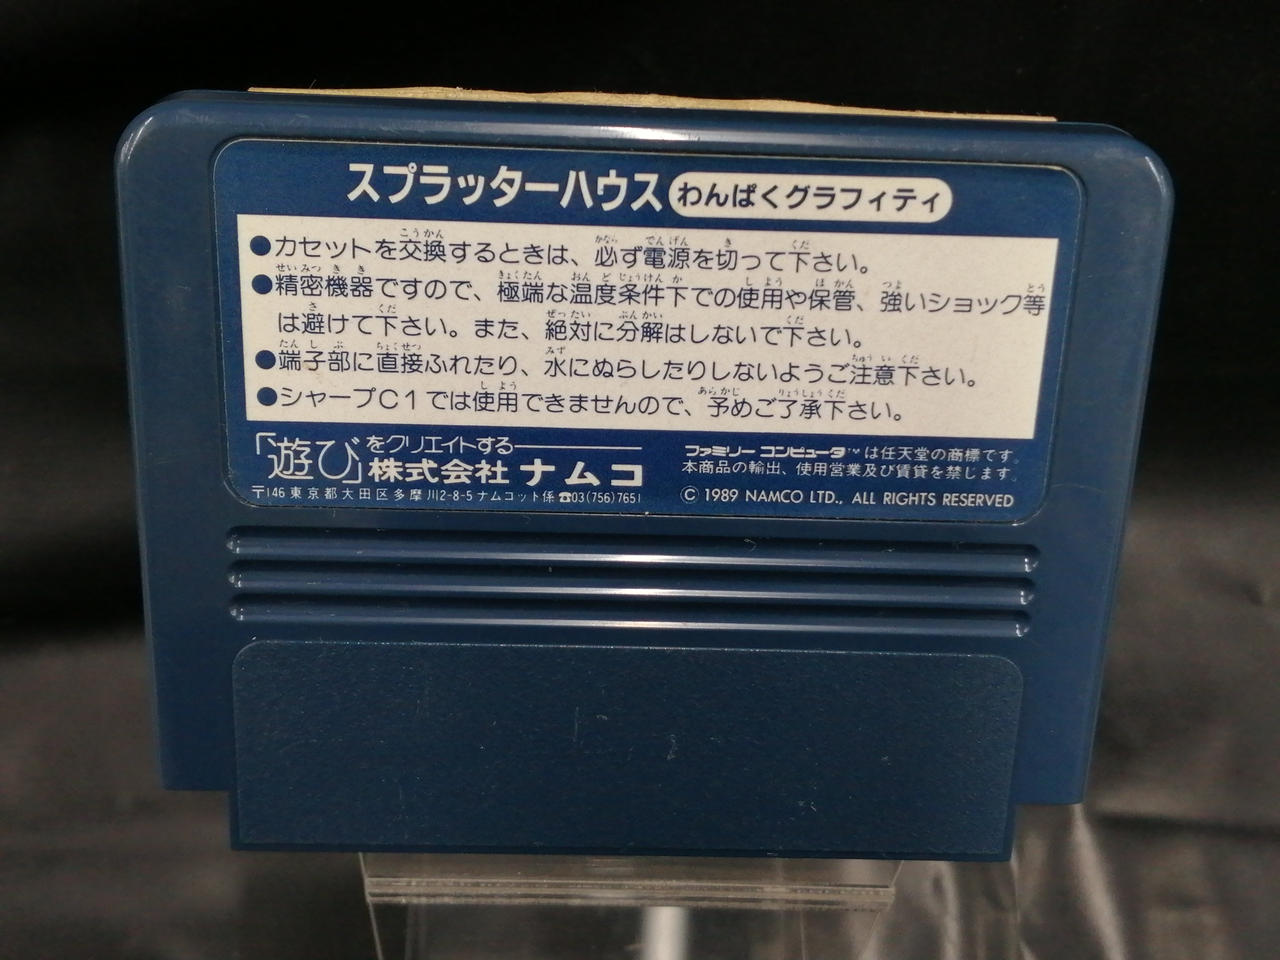 スプラッターハウス わんぱくグラフィティ
●カセットを交換するときは、必ず電源を切って下さい。
●精密機器ですので、極端な温度条件下での使用や保管、強いショック等
は避けて下さい。また、絶対に分解はしないで下さい。
●端子部に直接ふれたり、水にぬらしたりしないようご注意下さい。
●シャープC1では使用できませんので、予めご了承下さい。
「遊び」をクリエイトする
株式会社 ナムコ
〒146 東京都大田区多摩川2-8-5 ナムコット係 ☎03(756)7651
ファミリー コンピュータ™は任天堂の商標です。
本商品の輸出、使用営業及び賃貸を禁じます。
© 1989 NAMCO LTD., ALL RIGHTS RESERVED